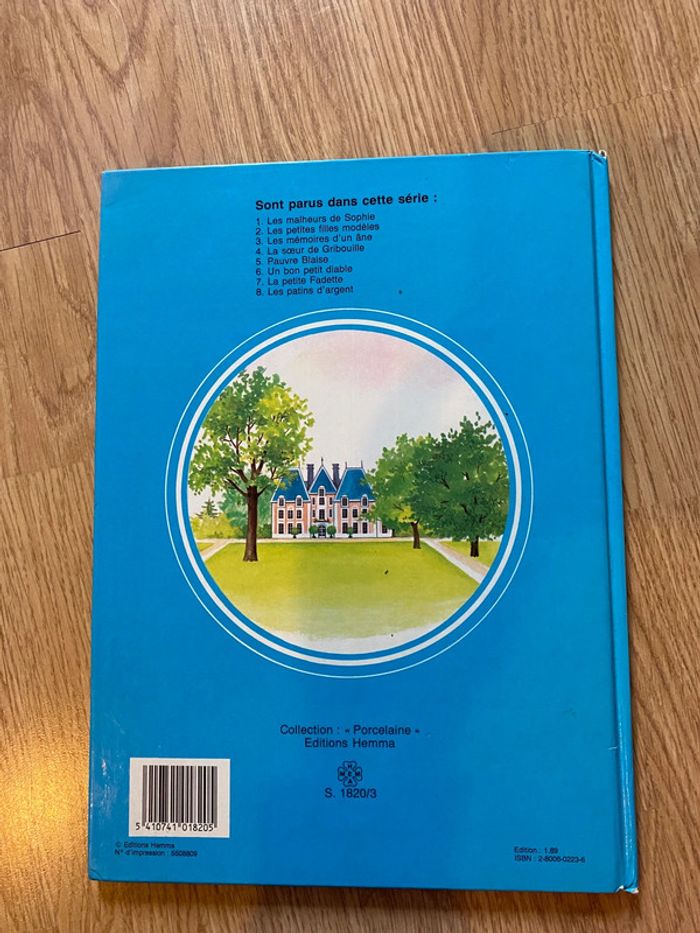 Sont parus dans cette série :
1. Les malheurs de Sophie
2. Les petites filles modèles
3. Les mémoires d'un âne
4. La sœur de Gribouille
5. Pauvre Blaise
6. Un bon petit diable
7. La petite Fadette
8. Les patins d'argent
Collection : « Porcelaine »
Editions Hemma
HEMMA
S. 1820/3
5 410741 018205
© Editions Hemma
N° d'impression : 5508809
Edition : 1.89
ISBN : 2-8006-0223-6